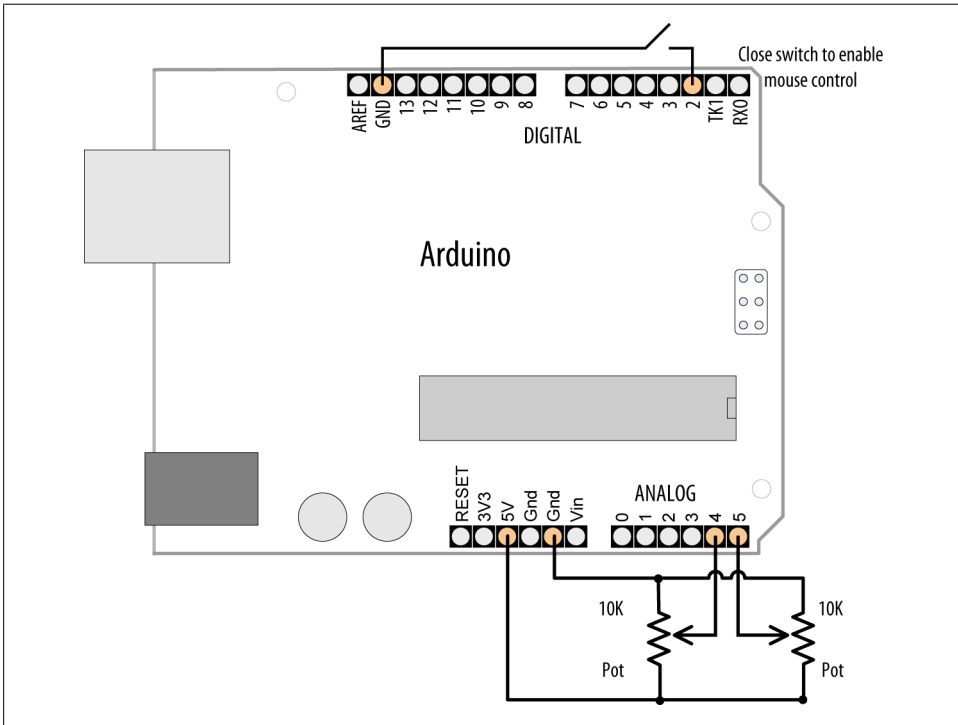 Close switch to enable
mouse control
AREF
GND
13
12
11
10
9
8
7
6
5
4
3
2
TK1
RX0
DIGITAL
Arduino
RESET
3V3
5V
Gnd
Gnd
Vin
ANALOG
0
1
2
3
4
5
10K
Pot
10K
Pot